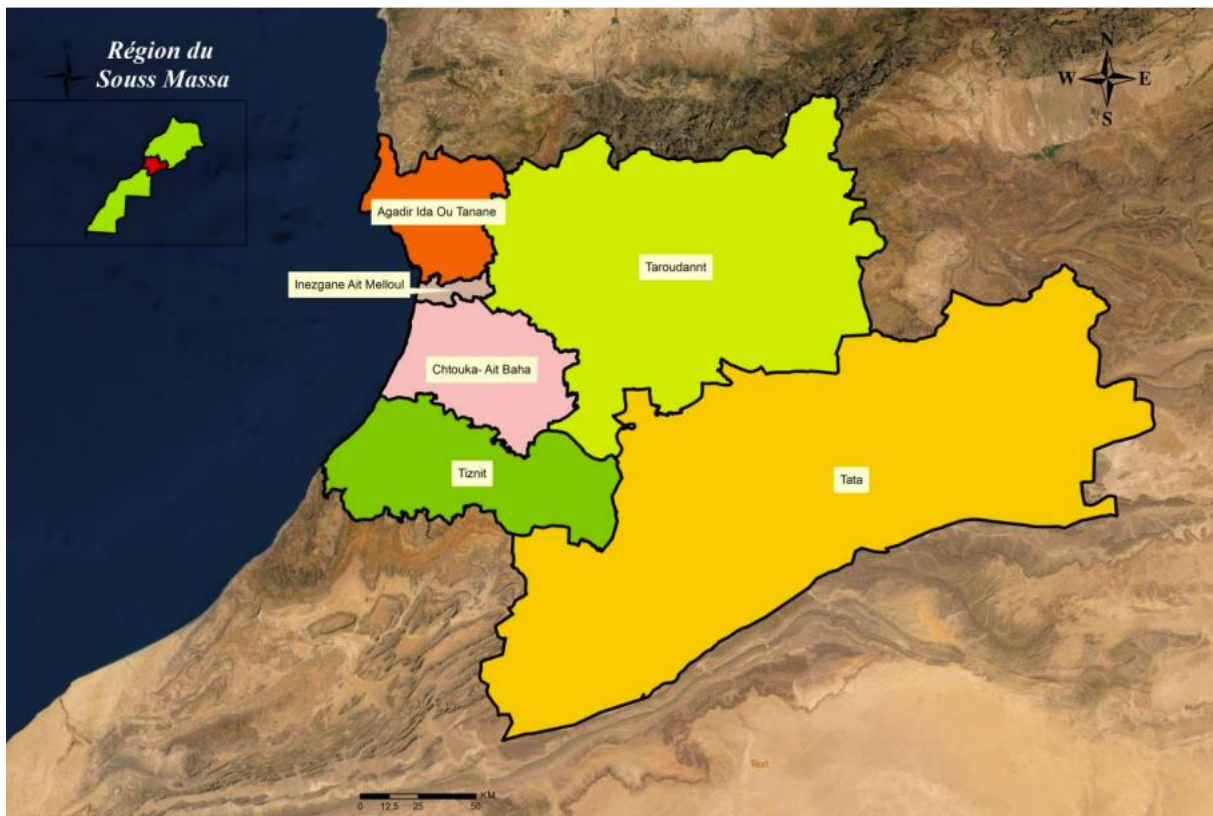 Région du
Souss Massa
N
N
W E
S
Agadir Ida Ou Tanane
Taroudannt
Inezgane Ait Melloul
Chtouka- Ait Baha
Tiznit
Tata
Text
KM
0 12,5 25 50